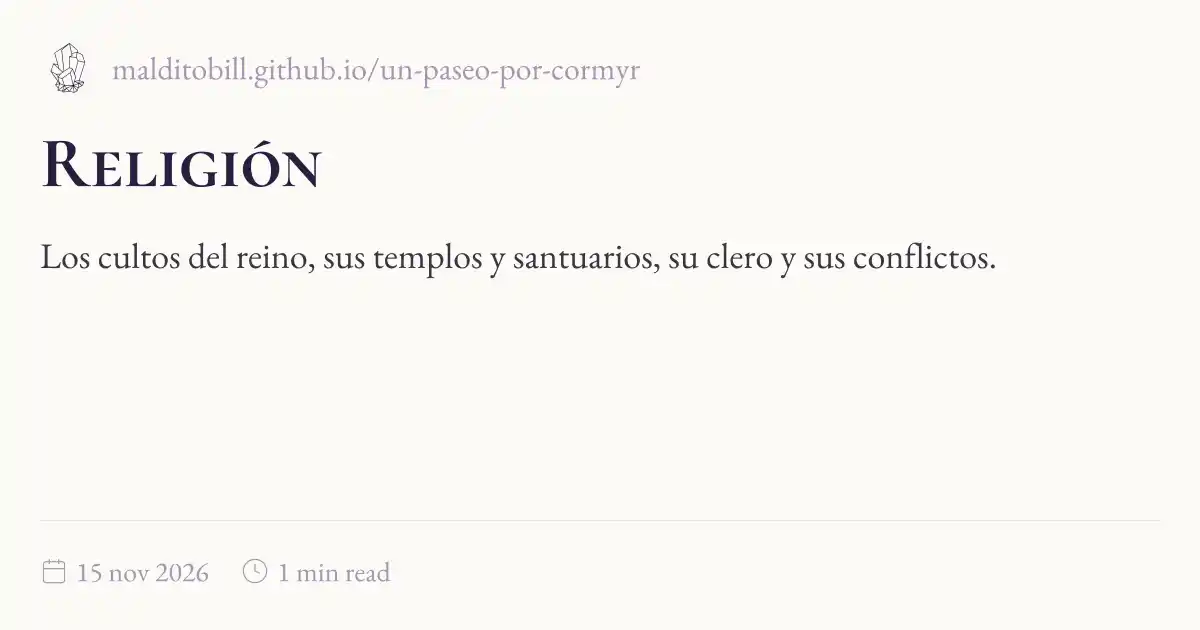 malditobill.github.io/un-paseo-por-cormyr
Religión
Los cultos del reino, sus templos y santuarios, su clero y sus conflictos.
15 nov 2026 1 min read